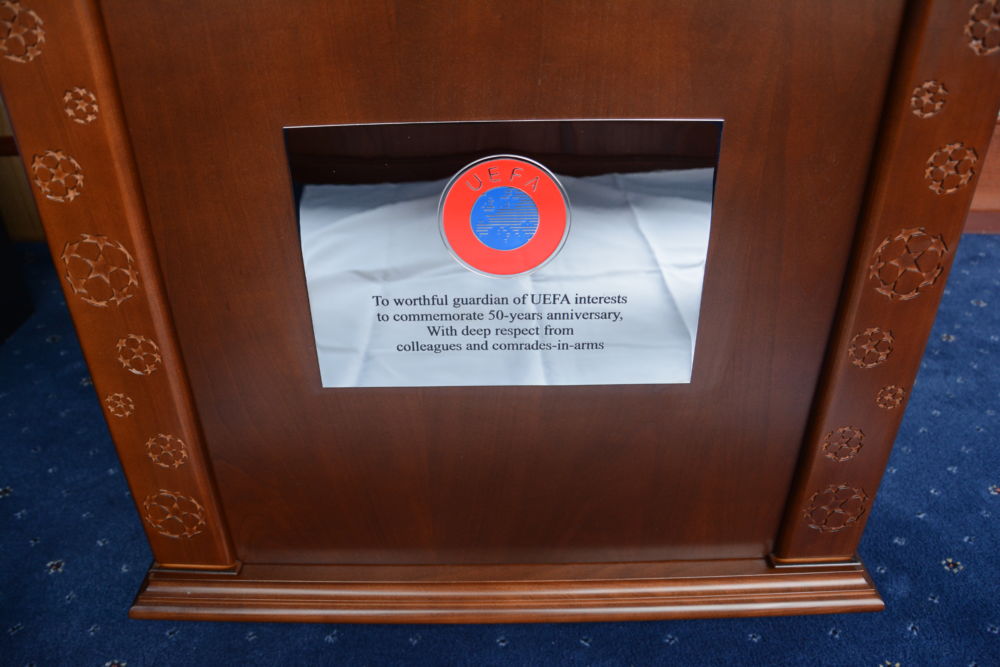 UEFA
To worthful guardian of UEFA interests
to commemorate 50-years anniversary,
With deep respect from
colleagues and comrades-in-arms